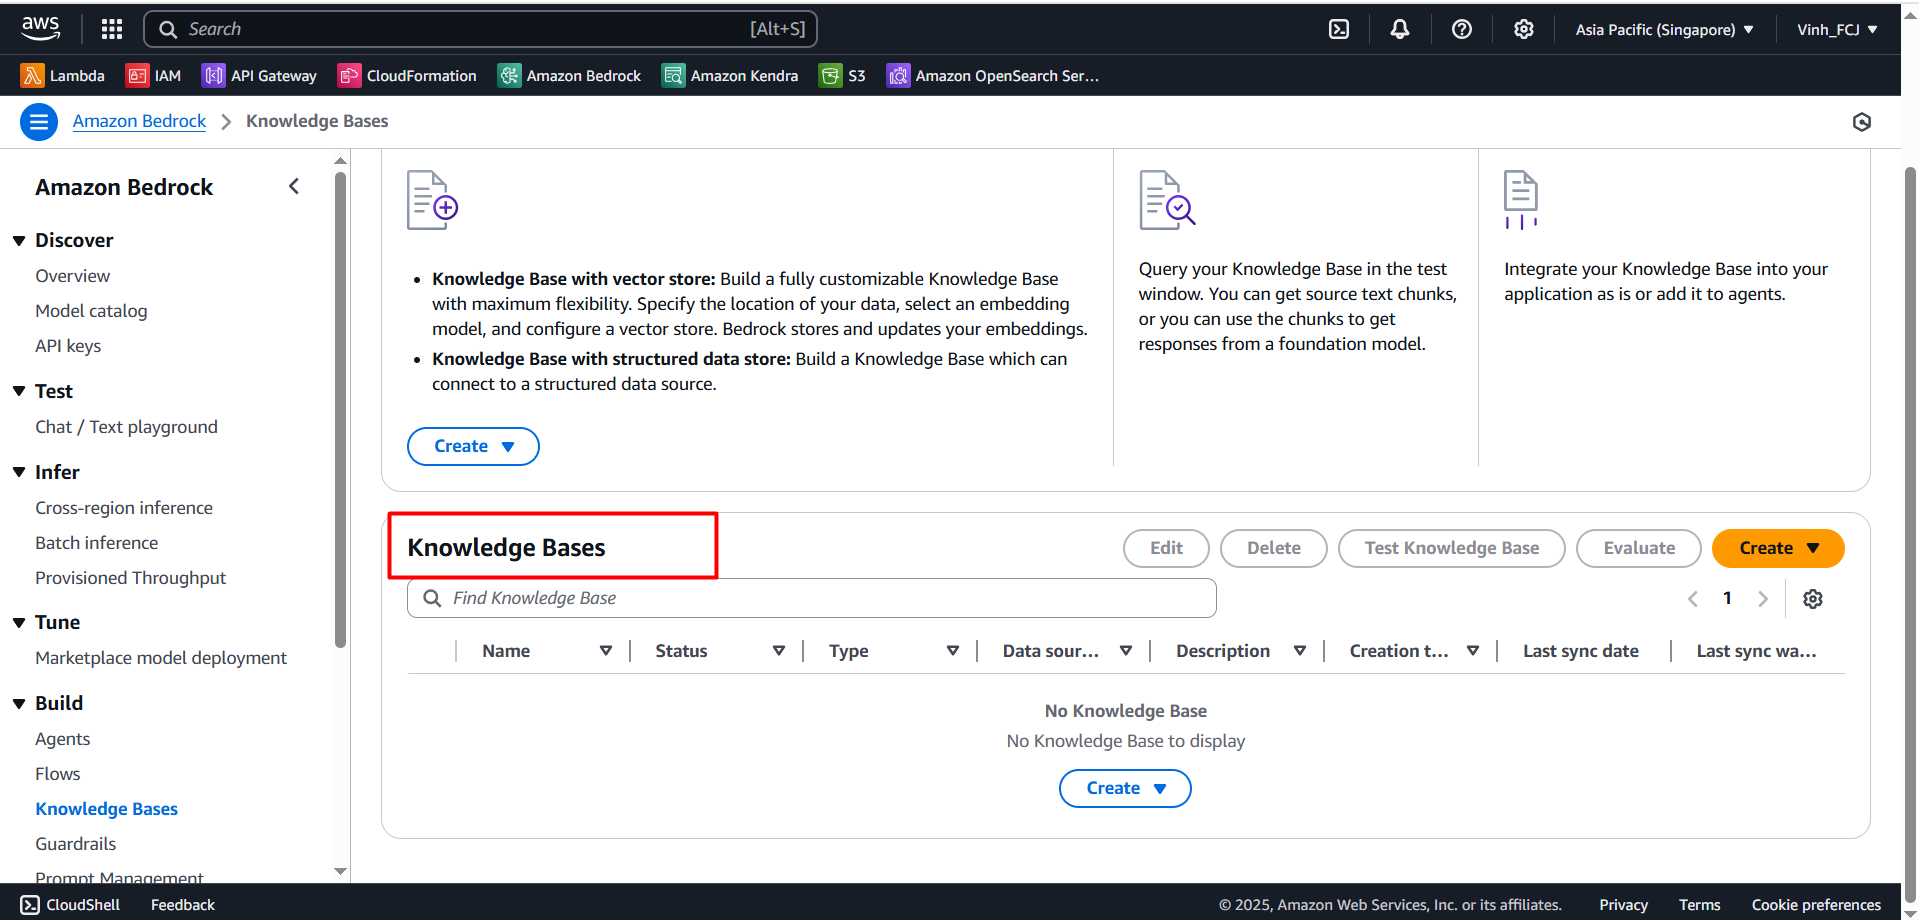 aws
Search [Alt+S]
Asia Pacific (Singapore)
Vinh_FCJ
Lambda
IAM
API Gateway
CloudFormation
Amazon Bedrock
Amazon Kendra
S3
Amazon OpenSearch Ser...
Amazon Bedrock
Knowledge Bases
Amazon Bedrock
Discover
Overview
Model catalog
API keys
Test
Chat / Text playground
Infer
Cross-region inference
Batch inference
Provisioned Throughput
Tune
Marketplace model deployment
Build
Agents
Flows
Knowledge Bases
Guardrails
Prompt Management
• Knowledge Base with vector store: Build a fully customizable Knowledge Base
with maximum flexibility. Specify the location of your data, select an embedding
model, and configure a vector store. Bedrock stores and updates your embeddings.
• Knowledge Base with structured data store: Build a Knowledge Base which can
connect to a structured data source.
Create
Query your Knowledge Base in the test
window. You can get source text chunks,
or you can use the chunks to get
responses from a foundation model.
Integrate your Knowledge Base into your
application as is or add it to agents.
Knowledge Bases
Edit
Delete
Test Knowledge Base
Evaluate
Create
Find Knowledge Base
1
Name
Status
Type
Data sour...
Description
Creation t...
Last sync date
Last sync wa...
No Knowledge Base
No Knowledge Base to display
Create
CloudShell
Feedback
© 2025, Amazon Web Services, Inc. or its affiliates.
Privacy
Terms
Cookie preferences